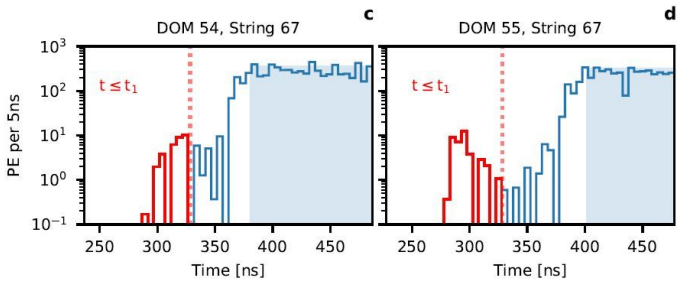 c
DOM 54, String 67
PE per 5ns
10³
10²
10¹
10⁰
10⁻¹
t ≤ t₁
250 300 350 400 450
Time [ns]
d
DOM 55, String 67
t ≤ t₁
250 300 350 400 450
Time [ns]